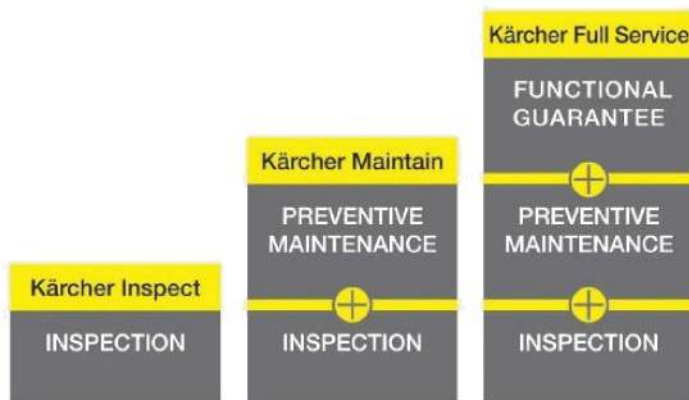 Kärcher Inspect
INSPECTION
Kärcher Maintain
PREVENTIVE
MAINTENANCE
INSPECTION
Kärcher Full Service
FUNCTIONAL
GUARANTEE
PREVENTIVE
MAINTENANCE
INSPECTION